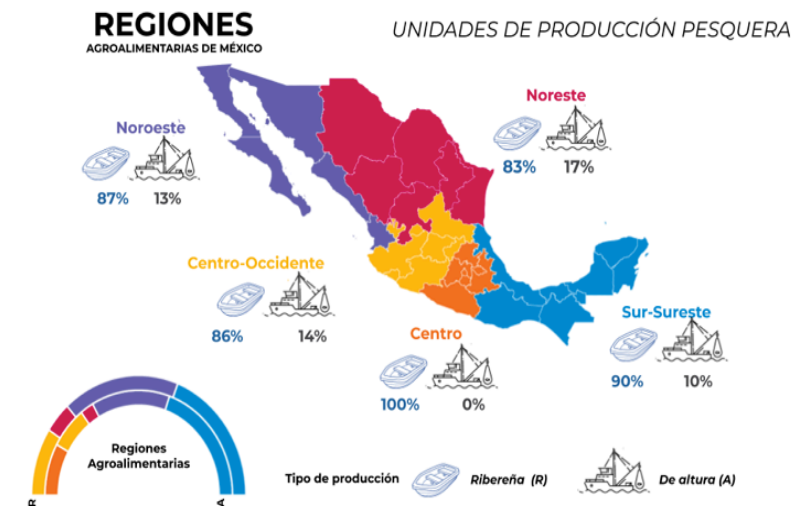 REGIONES
AGROALIMENTARIAS DE MÉXICO
UNIDADES DE PRODUCCIÓN PESQUERA
Noroeste
87% 13%
Noreste
83% 17%
Centro-Occidente
86% 14%
Centro
100% 0%
Sur-Sureste
90% 10%
Regiones
Agroalimentarias
R
A
Tipo de producción
Ribereña (R)
De altura (A)